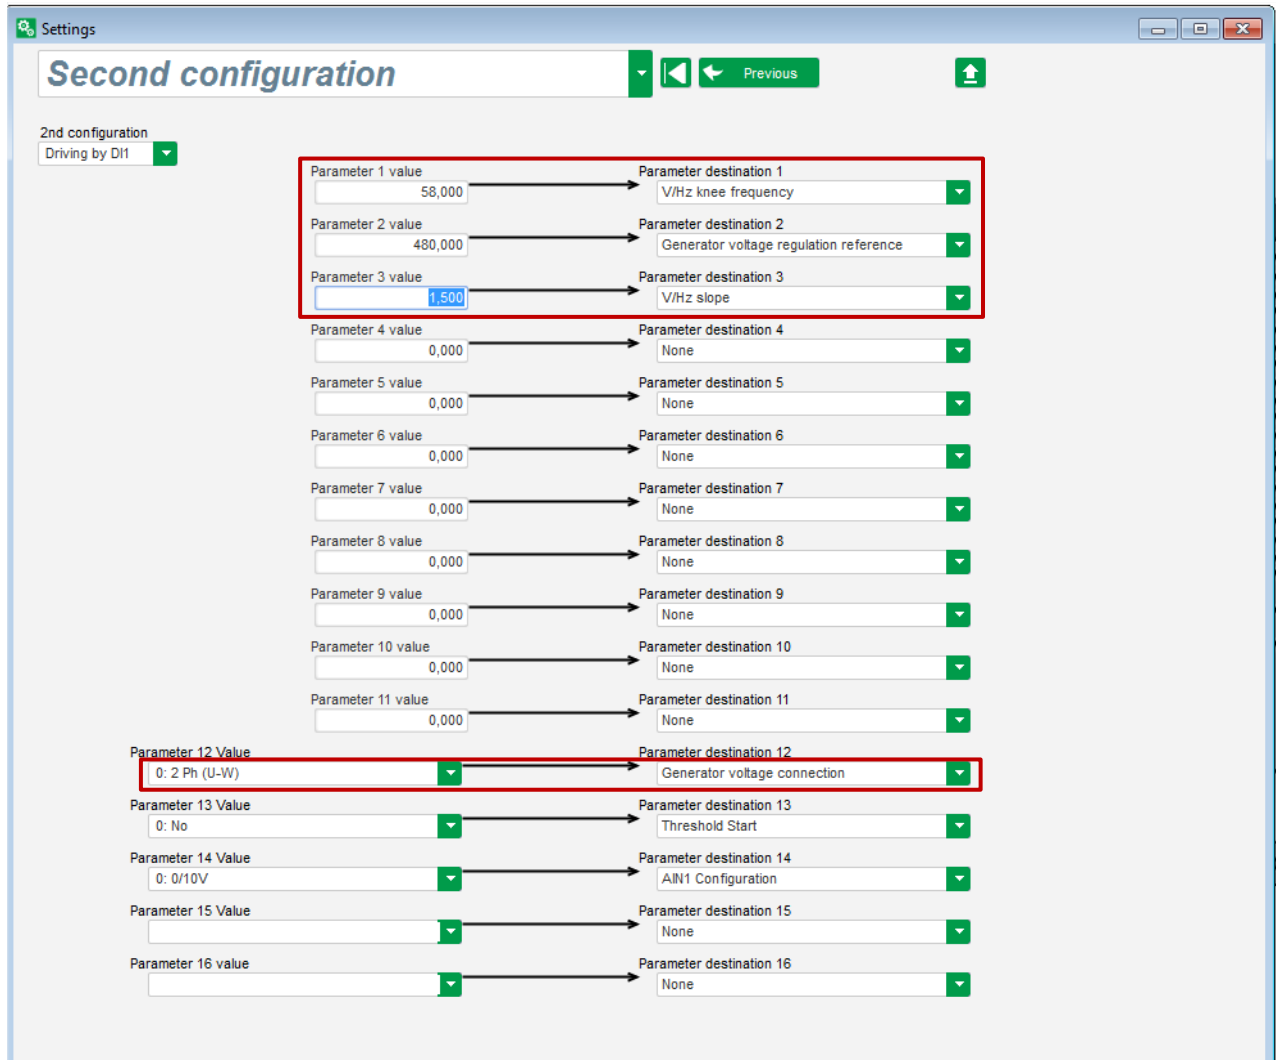 Settings
Second configuration
Previous
2nd configuration
Driving by DI1
Parameter 1 value
Parameter destination 1
58,000
V/Hz knee frequency
Parameter 2 value
Parameter destination 2
480,000
Generator voltage regulation reference
Parameter 3 value
Parameter destination 3
1,500
V/Hz slope
Parameter 4 value
Parameter destination 4
0,000
None
Parameter 5 value
Parameter destination 5
0,000
None
Parameter 6 value
Parameter destination 6
0,000
None
Parameter 7 value
Parameter destination 7
0,000
None
Parameter 8 value
Parameter destination 8
0,000
None
Parameter 9 value
Parameter destination 9
0,000
None
Parameter 10 value
Parameter destination 10
0,000
None
Parameter 11 value
Parameter destination 11
0,000
None
Parameter 12 Value
Parameter destination 12
0: 2 Ph (U-W)
Generator voltage connection
Parameter 13 Value
Parameter destination 13
0: No
Threshold Start
Parameter 14 Value
Parameter destination 14
0: 0/10V
AIN1 Configuration
Parameter 15 Value
Parameter destination 15
None
Parameter 16 value
Parameter destination 16
None